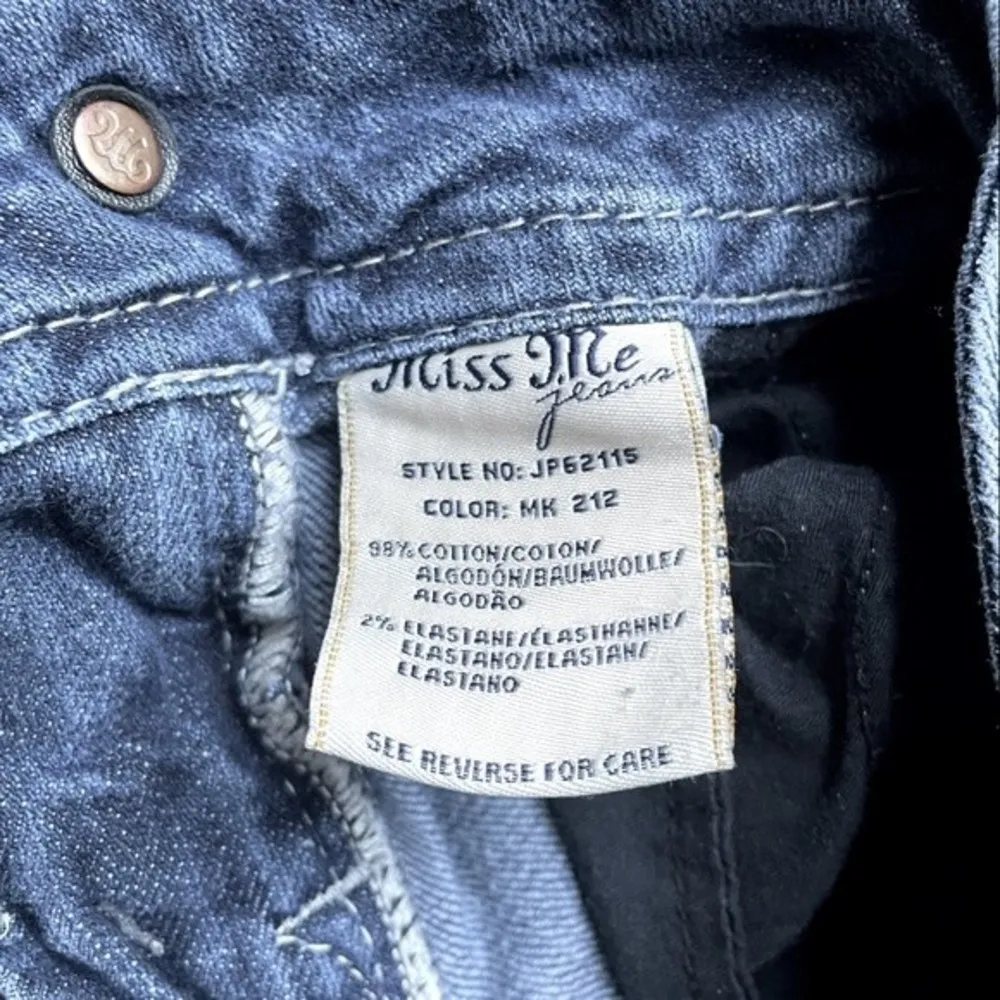 Miss Me
jeans
STYLE NO: JP62115
COLOR: MK 212
98% COTTON/COTON/
ALGODÓN/BAUMWOLLE/
ALGODÃO
2% ELASTANE/ÉLASTHANNE/
ELASTANO/ELASTAN/
ELASTANO
SEE REVERSE FOR CARE